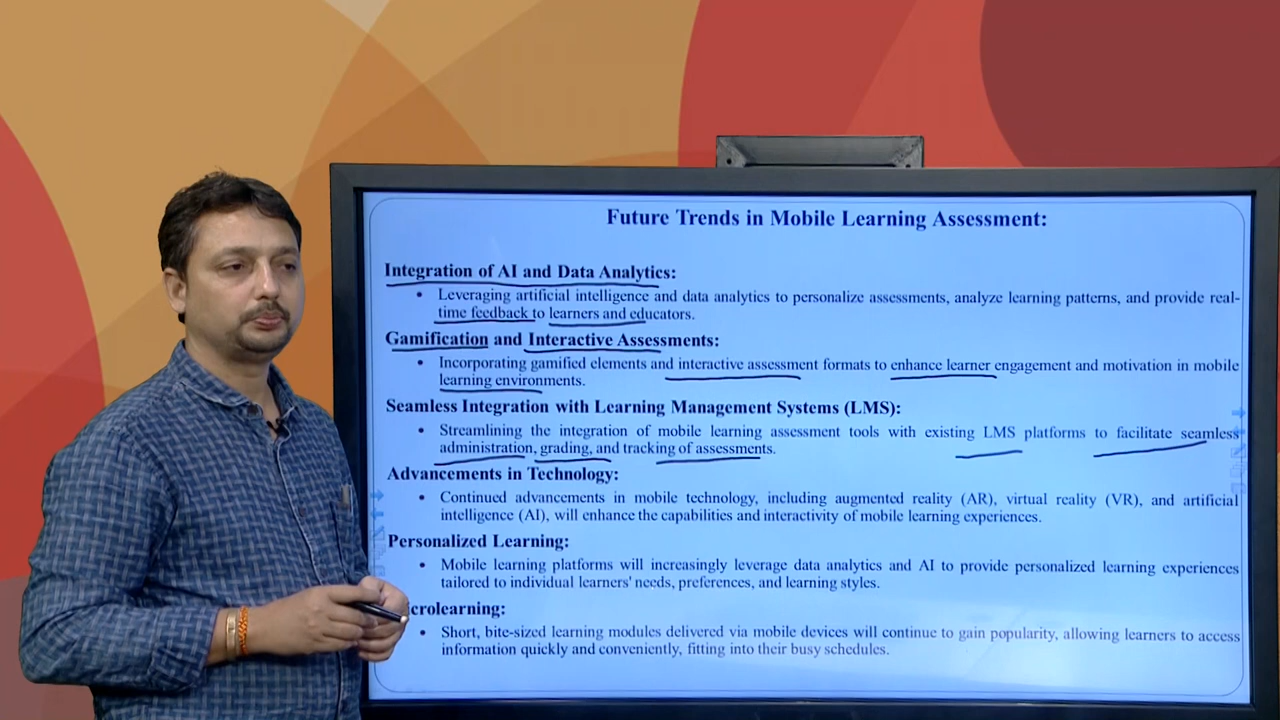 Future Trends in Mobile Learning Assessment:
Integration of AI and Data Analytics:
• Leveraging artificial intelligence and data analytics to personalize assessments, analyze learning patterns, and provide real-
time feedback to learners and educators.
Gamification and Interactive Assessments:
• Incorporating gamified elements and interactive assessment formats to enhance learner engagement and motivation in mobile
learning environments.
Seamless Integration with Learning Management Systems (LMS):
• Streamlining the integration of mobile learning assessment tools with existing LMS platforms to facilitate seamless
administration, grading, and tracking of assessments.
Advancements in Technology:
• Continued advancements in mobile technology, including augmented reality (AR), virtual reality (VR), and artificial
intelligence (AI), will enhance the capabilities and interactivity of mobile learning experiences.
Personalized Learning:
• Mobile learning platforms will increasingly leverage data analytics and AI to provide personalized learning experiences
tailored to individual learners' needs, preferences, and learning styles.
crolearning:
• Short, bite-sized learning modules delivered via mobile devices will continue to gain popularity, allowing learners to access
information quickly and conveniently, fitting into their busy schedules.